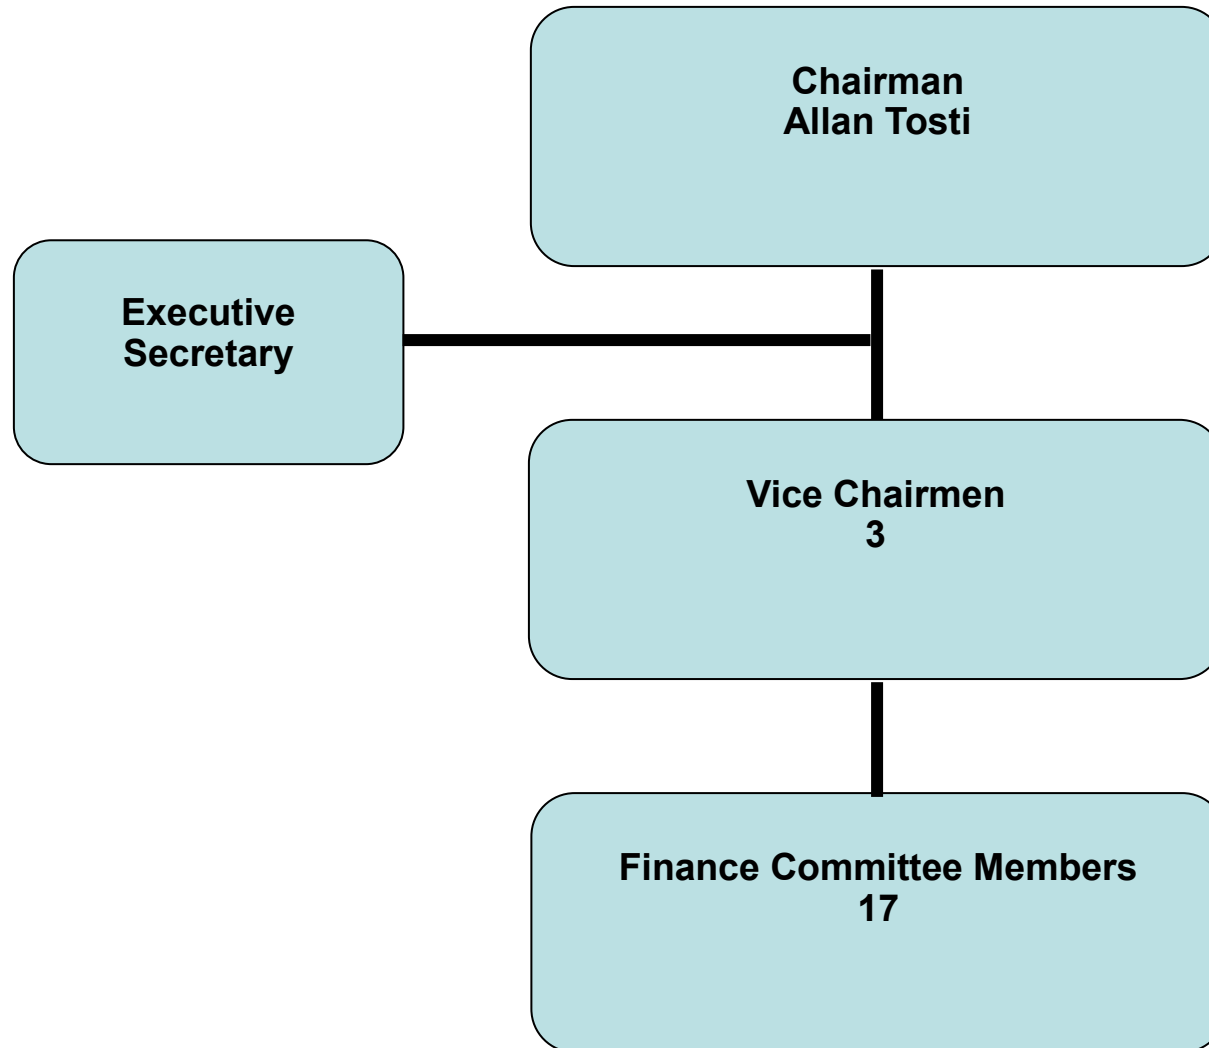 Chairman
Allan Tosti
Executive
Secretary
Vice Chairmen
3
Finance Committee Members
17